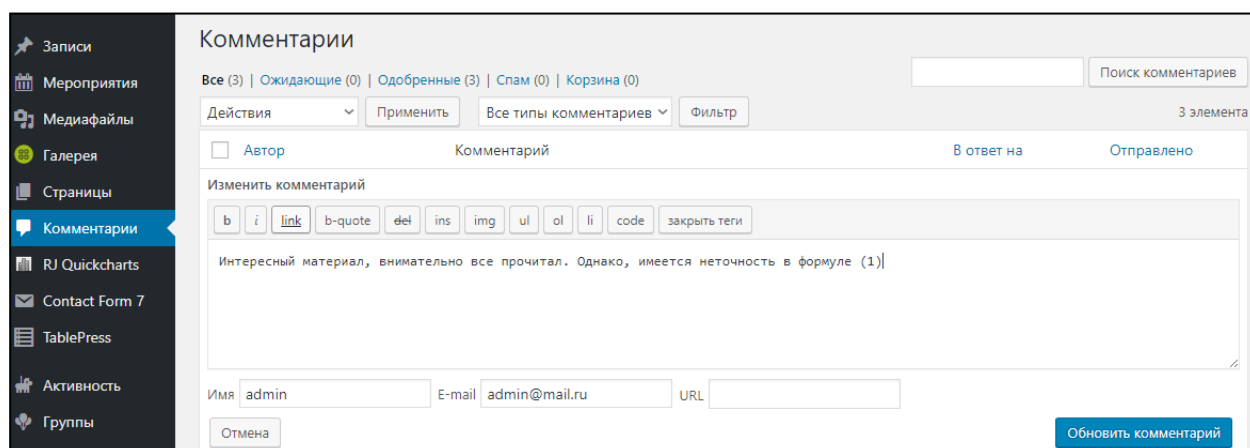 Записи
Мероприятия
Медиафайлы
Галерея
Страницы
Комментарии
RJ Quickcharts
Contact Form 7
TablePress
Активность
Группы
Комментарии
Все (3) | Ожидающие (0) | Одобренные (3) | Спам (0) | Корзина (0)
Поиск комментариев
Действия Применить Все типы комментариев Фильтр 3 элемента
Автор Комментарий В ответ на Отправлено
Изменить комментарий
b i link b-quote del ins img ul ol li code закрыть теги
Интересный материал, внимательно все прочитал. Однако, имеется неточность в формуле (1)
Имя admin E-mail admin@mail.ru URL
Отмена Обновить комментарий